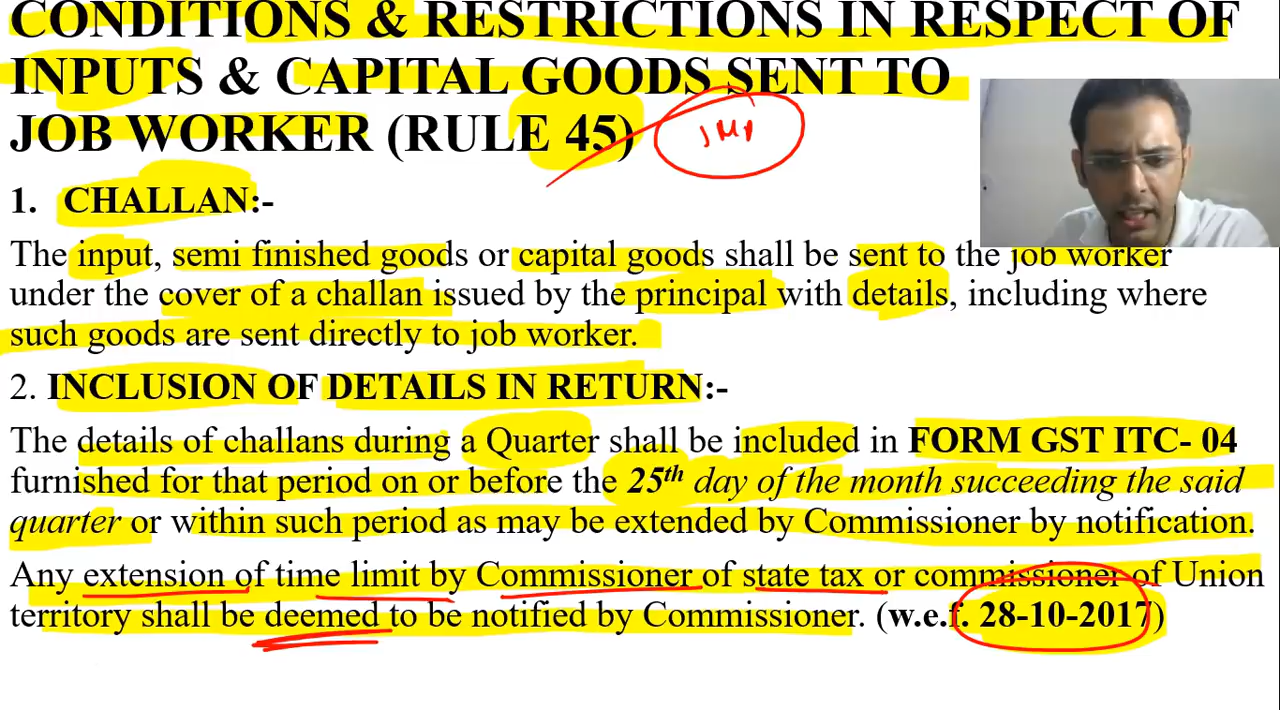 CONDITIONS & RESTRICTIONS IN RESPECT OF
INPUTS & CAPITAL GOODS SENT TO
JOB WORKER (RULE 45)
IMP
1. CHALLAN:-
The input, semi finished goods or capital goods shall be sent to the job worker
under the cover of a challan issued by the principal with details, including where
such goods are sent directly to job worker.
2. INCLUSION OF DETAILS IN RETURN:-
The details of challans during a Quarter shall be included in FORM GST ITC- 04
furnished for that period on or before the 25th day of the month succeeding the said
quarter or within such period as may be extended by Commissioner by notification.
Any extension of time limit by Commissioner of state tax or commissioner of Union
territory shall be deemed to be notified by Commissioner. (w.e.f. 28-10-2017)